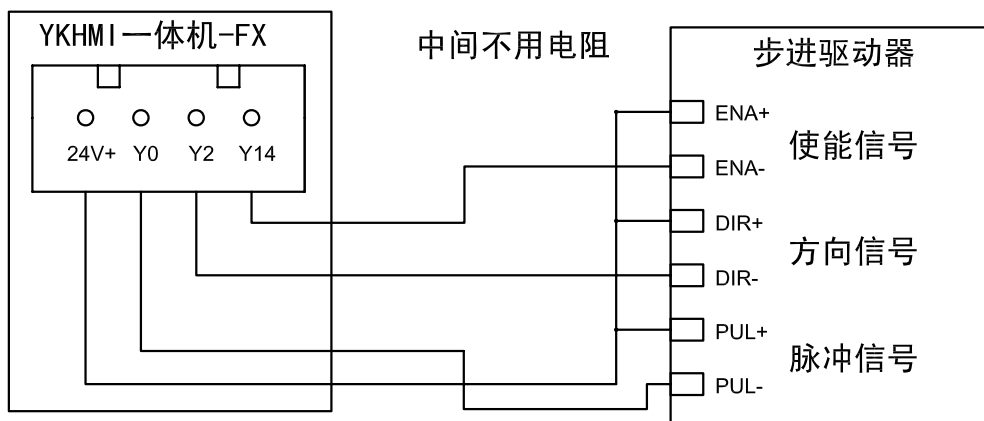 YKHMI一体机-FX
中间不用电阻
步进驱动器
24V+ Y0 Y2 Y14
ENA+
使能信号
ENA-
DIR+
方向信号
DIR-
PUL+
脉冲信号
PUL-